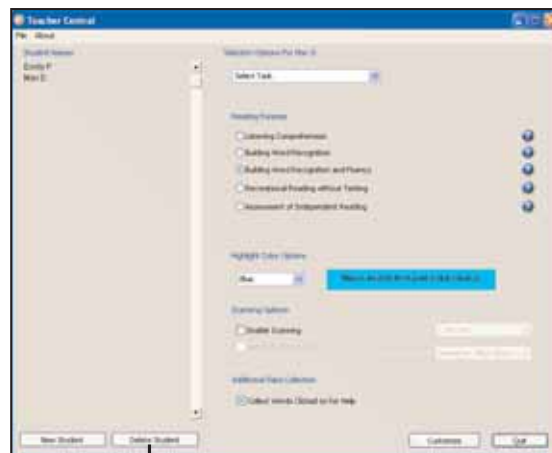 Teacher Central
File About
Student Names
Emily P
Max D
Selection Options For Max D
Select Task
Reading Purpose
Listening Comprehension
Building Word Recognition
Building Word Recognition and Fluency
Recreational Reading without Testing
Assessment of Independent Reading
Highlight Color Options
Blue
Scanning Options
Enable Scanning
Additional Data Collection
Collect Words Clicked on for Help
New Student Delete Student Customize Quit